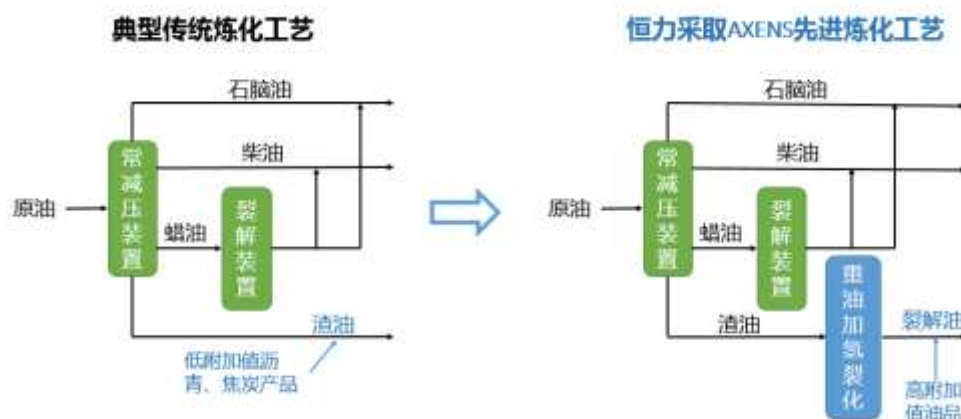 典型传统炼化工艺
石脑油
常减压装置
柴油
原油
蜡油
裂解装置
渣油
低附加值沥
青、焦炭产品
恒力采取AXENS先进炼化工艺
石脑油
常减压装置
柴油
原油
蜡油
裂解装置
渣油
重油加氢裂化
裂解油
高附加
值油品